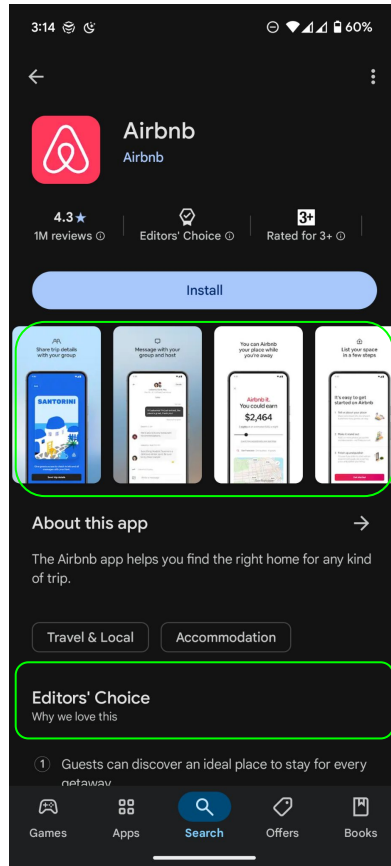 3:14
60%
Airbnb
Airbnb
4.3★
1M reviews
Editors' Choice
3+
Rated for 3+
Install
Share trip details
with your group
SANTORINI
Message with your
group and host
You can Airbnb
your place while
you're away
Airbnb it.
You could earn
$2,464
List your space
in a few steps
It's easy to get
started on Airbnb
About this app
The Airbnb app helps you find the right home for any kind
of trip.
Travel & Local
Accommodation
Editors' Choice
Why we love this
1 Guests can discover an ideal place to stay for every
getaway
Games
Apps
Search
Offers
Books